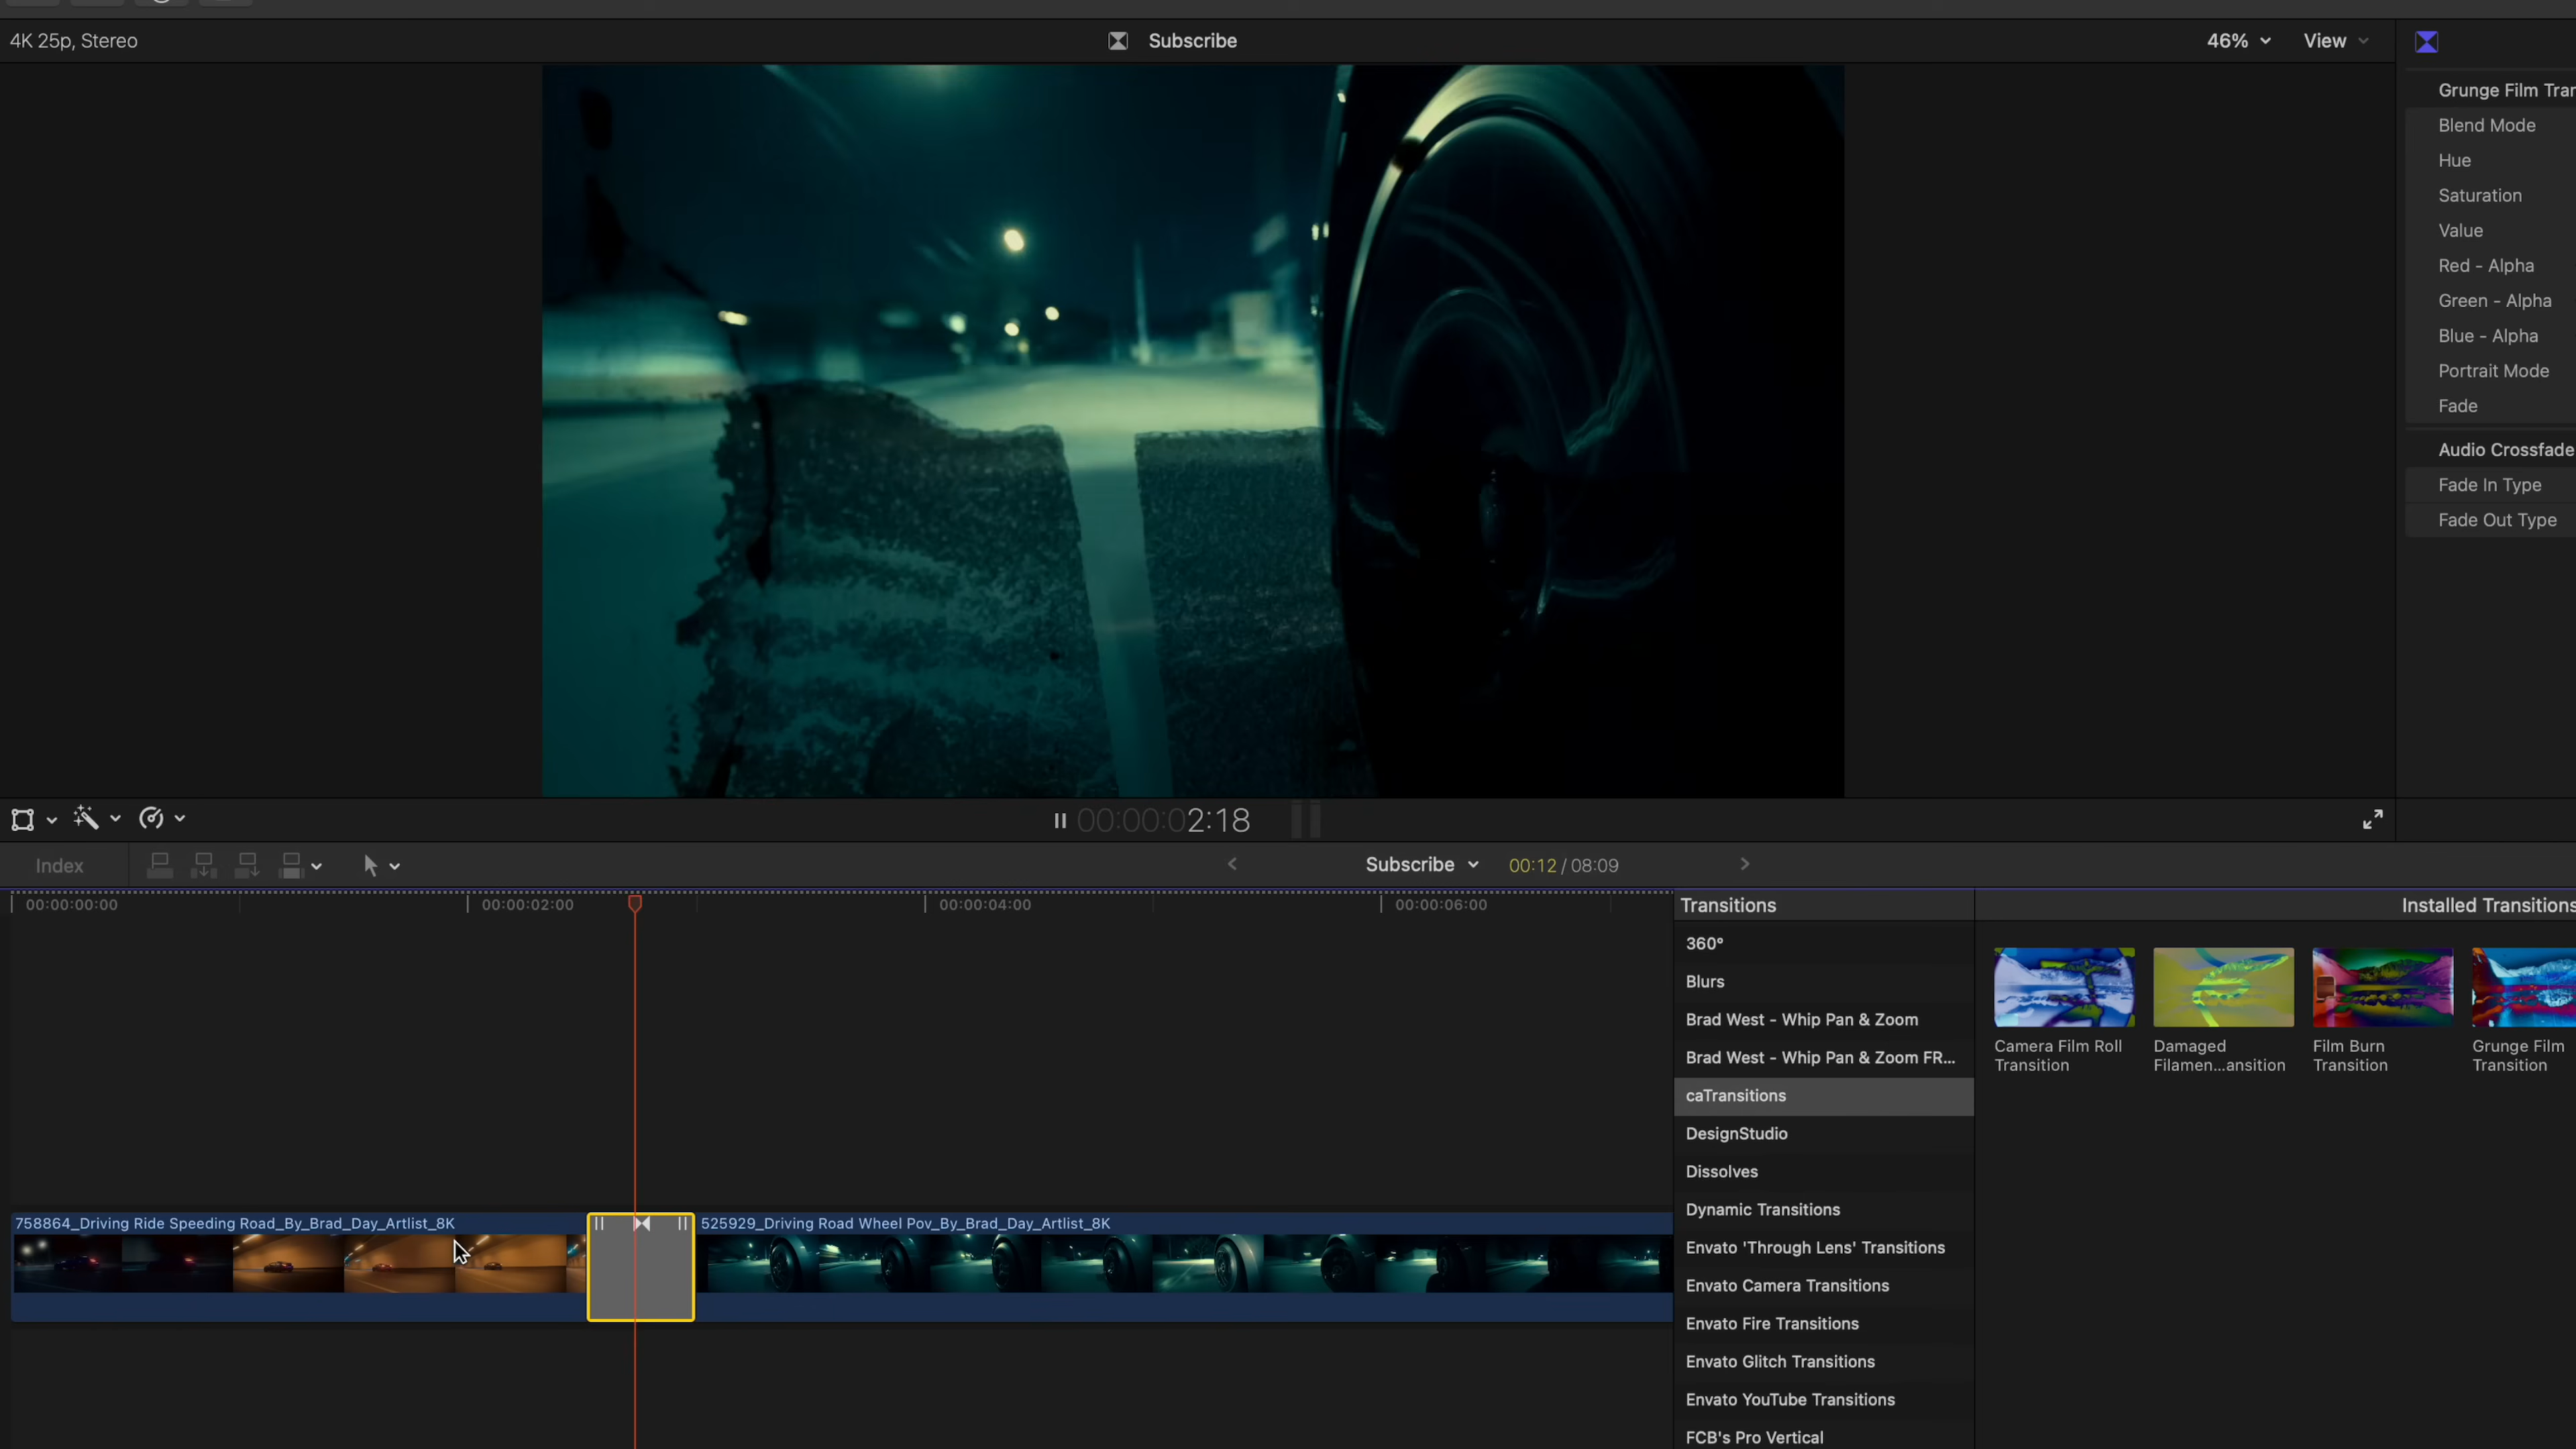 4K 25p, Stereo
Subscribe
46%
View
Grunge Film Tran
Blend Mode
Hue
Saturation
Value
Red - Alpha
Green - Alpha
Blue - Alpha
Portrait Mode
Fade
Audio Crossfade
Fade In Type
Fade Out Type
00:00:02:18
Index
Subscribe
00:12 / 08:09
00:00:00:00
00:00:02:00
00:00:04:00
00:00:06:00
Transitions
Installed Transitions
360°
Blurs
Brad West - Whip Pan & Zoom
Brad West - Whip Pan & Zoom FR...
caTransitions
DesignStudio
Dissolves
Dynamic Transitions
Envato 'Through Lens' Transitions
Envato Camera Transitions
Envato Fire Transitions
Envato Glitch Transitions
Envato YouTube Transitions
FCB's Pro Vertical
Camera Film Roll
Transition
Damaged
Filamen...ansition
Film Burn
Transition
Grunge Film
Transition
758864_Driving Ride Speeding Road_By_Brad_Day_Artlist_8K
525929_Driving Road Wheel Pov_By_Brad_Day_Artlist_8K